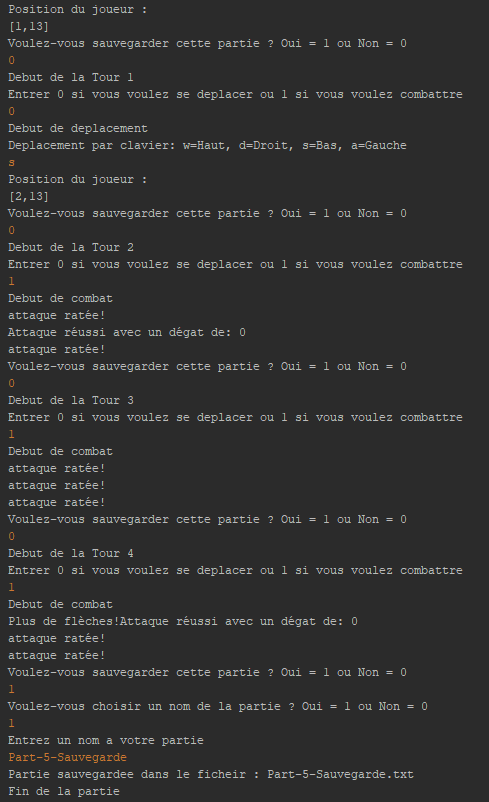 Position du joueur :
[1,13]
Voulez-vous sauvegarder cette partie ? Oui = 1 ou Non = 0
0
Debut de la Tour 1
Entrer 0 si vous voulez se deplacer ou 1 si vous voulez combattre
0
Debut de deplacement
Deplacement par clavier: w=Haut, d=Droit, s=Bas, a=Gauche
s
Position du joueur :
[2,13]
Voulez-vous sauvegarder cette partie ? Oui = 1 ou Non = 0
0
Debut de la Tour 2
Entrer 0 si vous voulez se deplacer ou 1 si vous voulez combattre
1
Debut de combat
attaque ratée!
Attaque réussi avec un dégat de: 0
attaque ratée!
Voulez-vous sauvegarder cette partie ? Oui = 1 ou Non = 0
0
Debut de la Tour 3
Entrer 0 si vous voulez se deplacer ou 1 si vous voulez combattre
1
Debut de combat
attaque ratée!
attaque ratée!
attaque ratée!
Voulez-vous sauvegarder cette partie ? Oui = 1 ou Non = 0
0
Debut de la Tour 4
Entrer 0 si vous voulez se deplacer ou 1 si vous voulez combattre
1
Debut de combat
Plus de flèches!Attaque réussi avec un dégat de: 0
attaque ratée!
attaque ratée!
Voulez-vous sauvegarder cette partie ? Oui = 1 ou Non = 0
1
Voulez-vous choisir un nom de la partie ? Oui = 1 ou Non = 0
1
Entrez un nom a votre partie
Part-5-Sauvegarde
Partie sauvegardee dans le ficheir : Part-5-Sauvegarde.txt
Fin de la partie